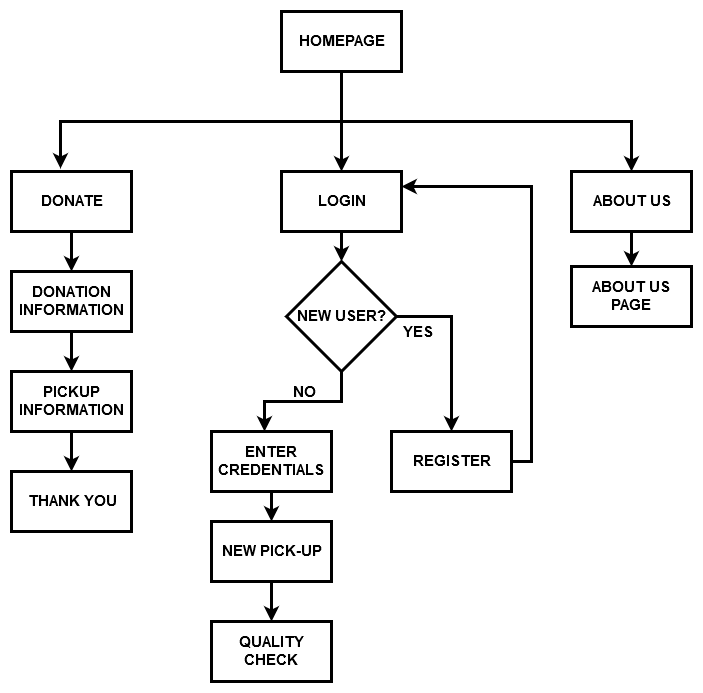 HOMEPAGE
DONATE
LOGIN
ABOUT US
DONATION
INFORMATION
NEW USER?
YES
ABOUT US
PAGE
PICKUP
INFORMATION
NO
ENTER
CREDENTIALS
REGISTER
THANK YOU
NEW PICK-UP
QUALITY
CHECK